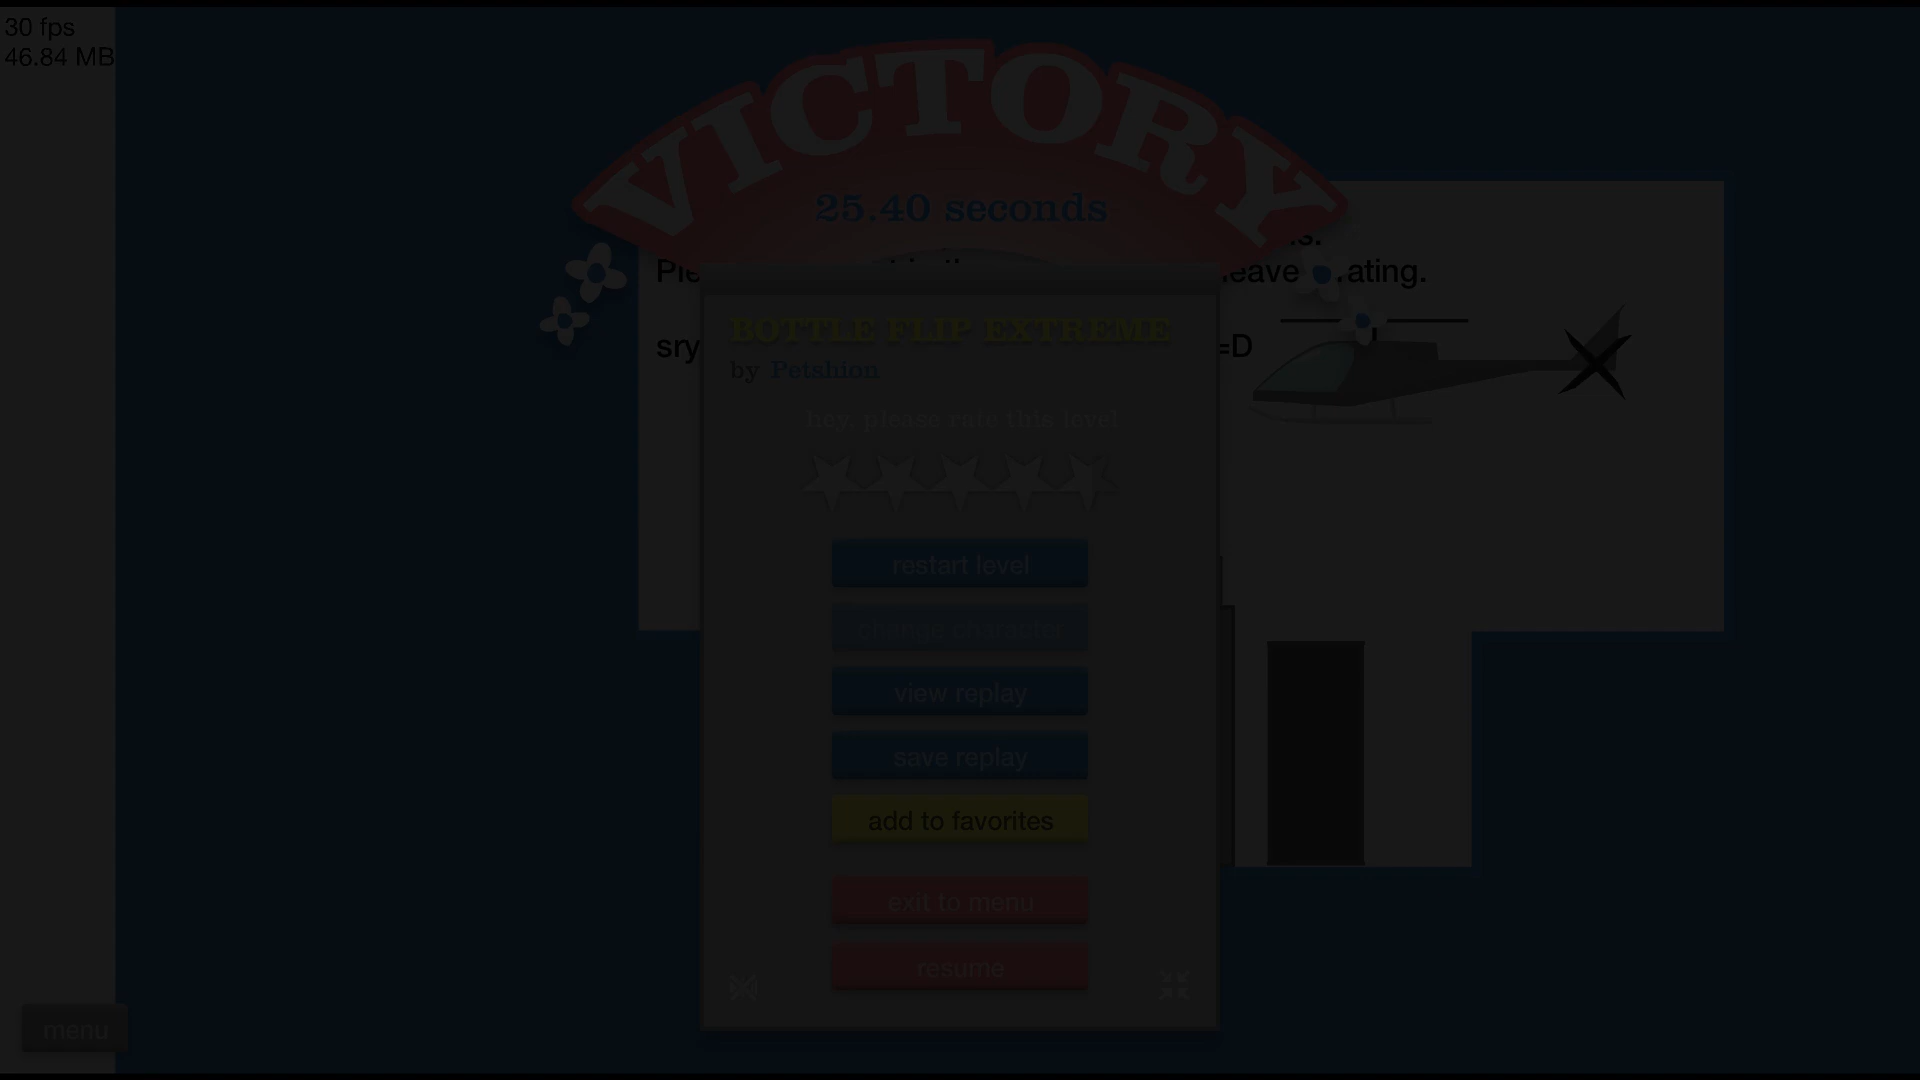 30 fps
46.84 MB
VICTORY
25.40 seconds
s.
eave ating.
BOTTLE FLIP EXTREME
sry =D
by Petshion
hey, please rate this level
restart level
change character
view replay
save replay
add to favorites
exit to menu
resume
menu